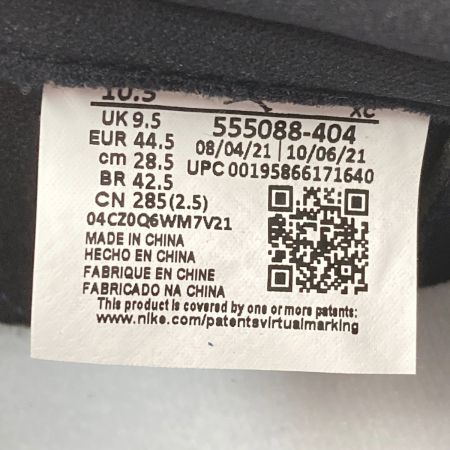 10.5 XC
UK 9.5 555088-404
EUR 44.5 08/04/21 10/06/21
cm 28.5 UPC 00195866171640
BR 42.5
CN 285(2.5)
04CZ0Q6WM7V21
MADE IN CHINA
HECHO EN CHINA
FABRIQUE EN CHINE
FABRICADO NA CHINA
This product is covered by one or more patents:
www.nike.com/patentsvirtualmarking